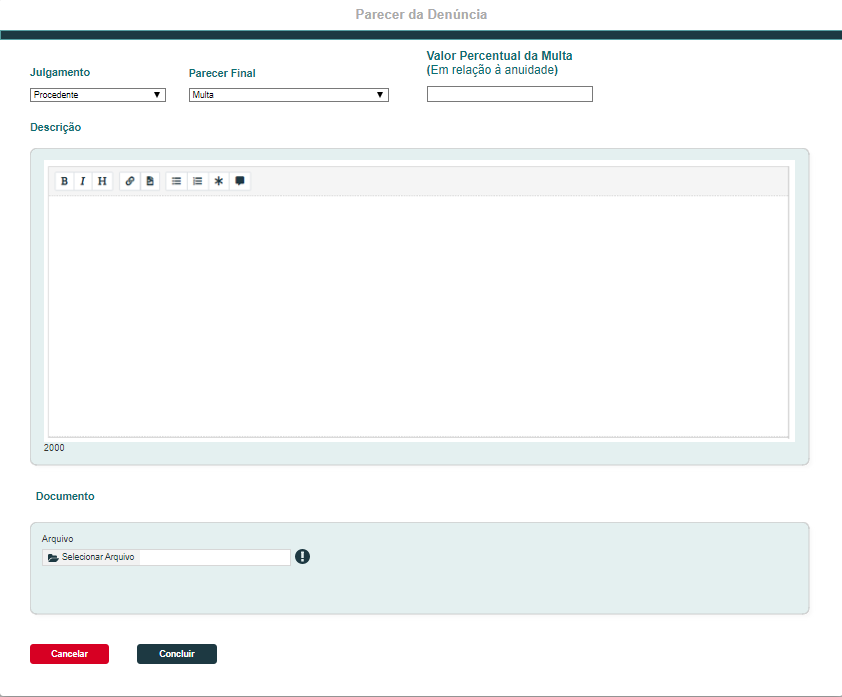 Parecer da Denúncia
Julgamento
Parecer Final
Valor Percentual da Multa
(Em relação à anuidade)
Procedente
Multa
Descrição
B I H
2000
Documento
Arquivo
Selecionar Arquivo
Cancelar
Concluir